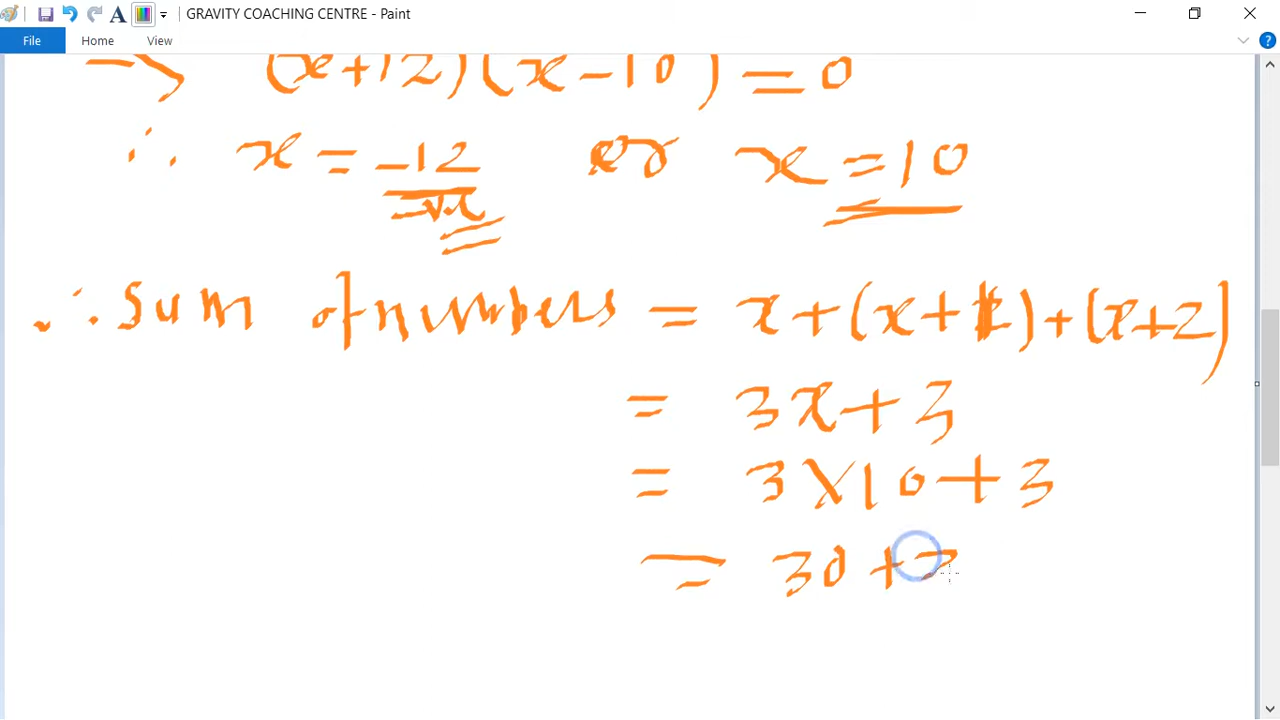 GRAVITY COACHING CENTRE - Paint
File Home View
(x+12)(x-10) = 0
∴ x = -12 or x = 10
∴ Sum of numbers = x+(x+1)+(x+2)
= 3x+3
= 3×10+3
= 30+3